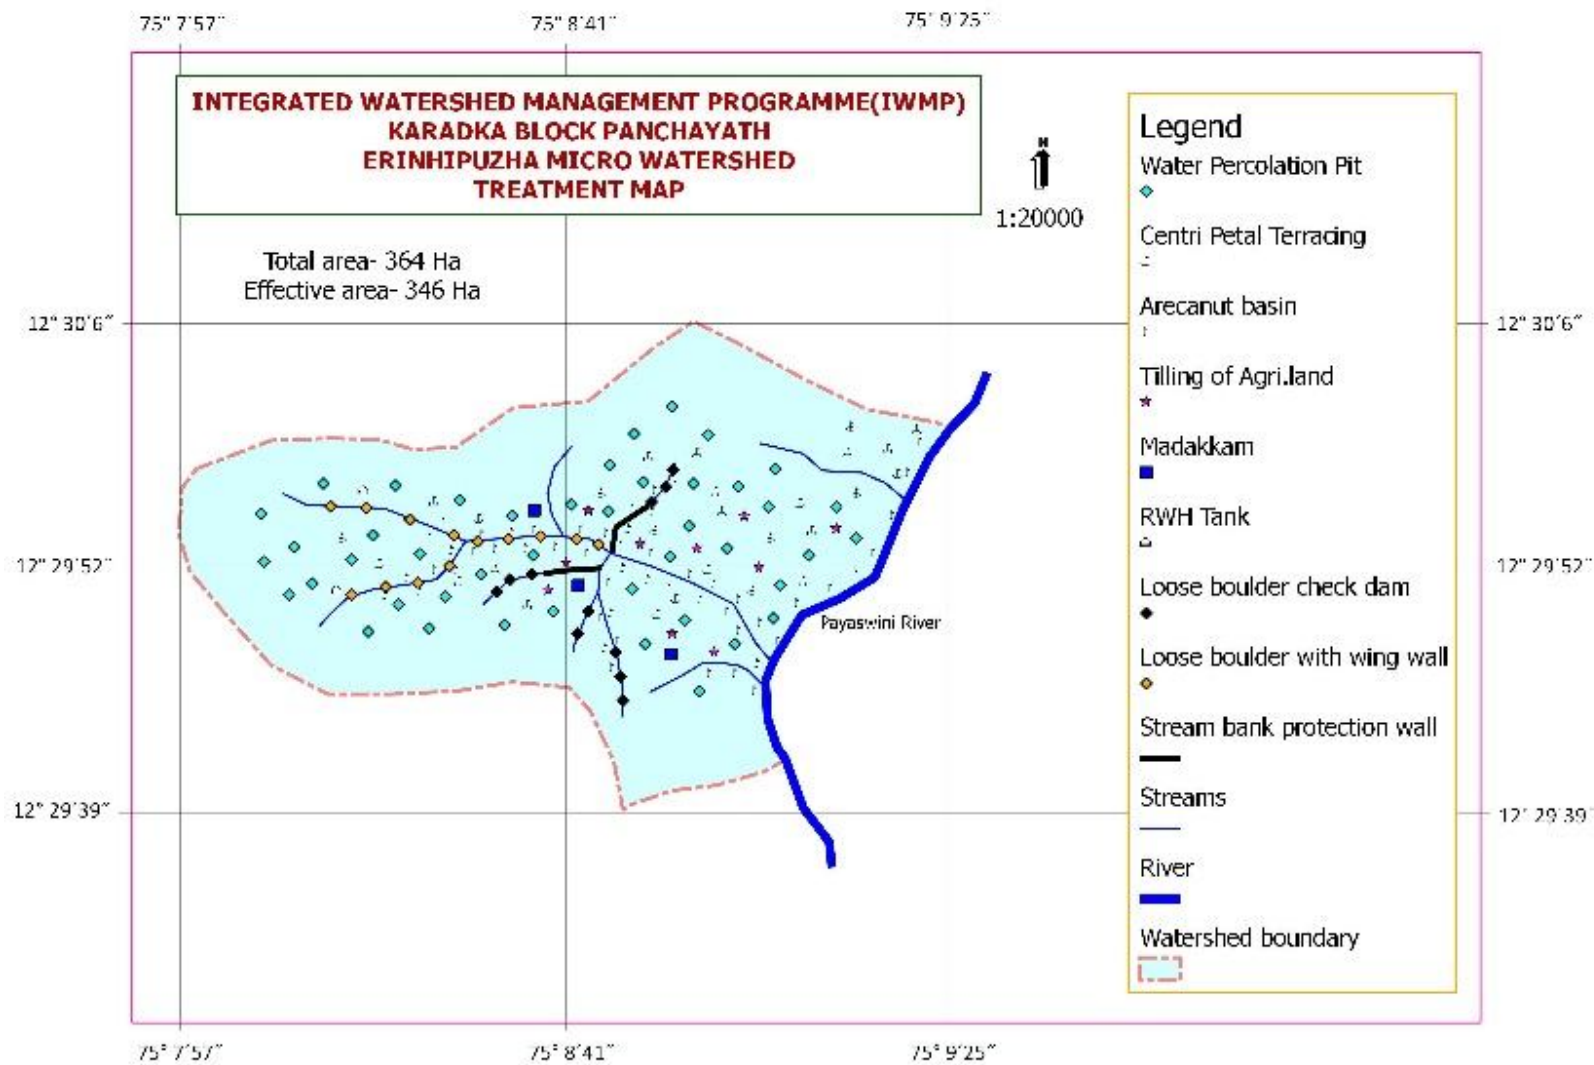 75° 7'57"
75° 8'41"
75° 9'25"
INTEGRATED WATERSHED MANAGEMENT PROGRAMME(IWMP)
KARADKA BLOCK PANCHAYATH
ERINHIPUZHA MICRO WATERSHED
TREATMENT MAP
N
1:20000
Total area- 364 Ha
Effective area- 346 Ha
12° 30'6"
12° 30'6"
12° 29'52"
12° 29'52"
Payaswini River
12° 29'39"
12° 29'39"
Legend
Water Percolation Pit
Centri Petal Terracing
Arecanut basin
Tilling of Agri.land
Madakkam
RWH Tank
Loose boulder check dam
Loose boulder with wing wall
Stream bank protection wall
Streams
River
Watershed boundary
75° 7'57"
75° 8'41"
75° 9'25"